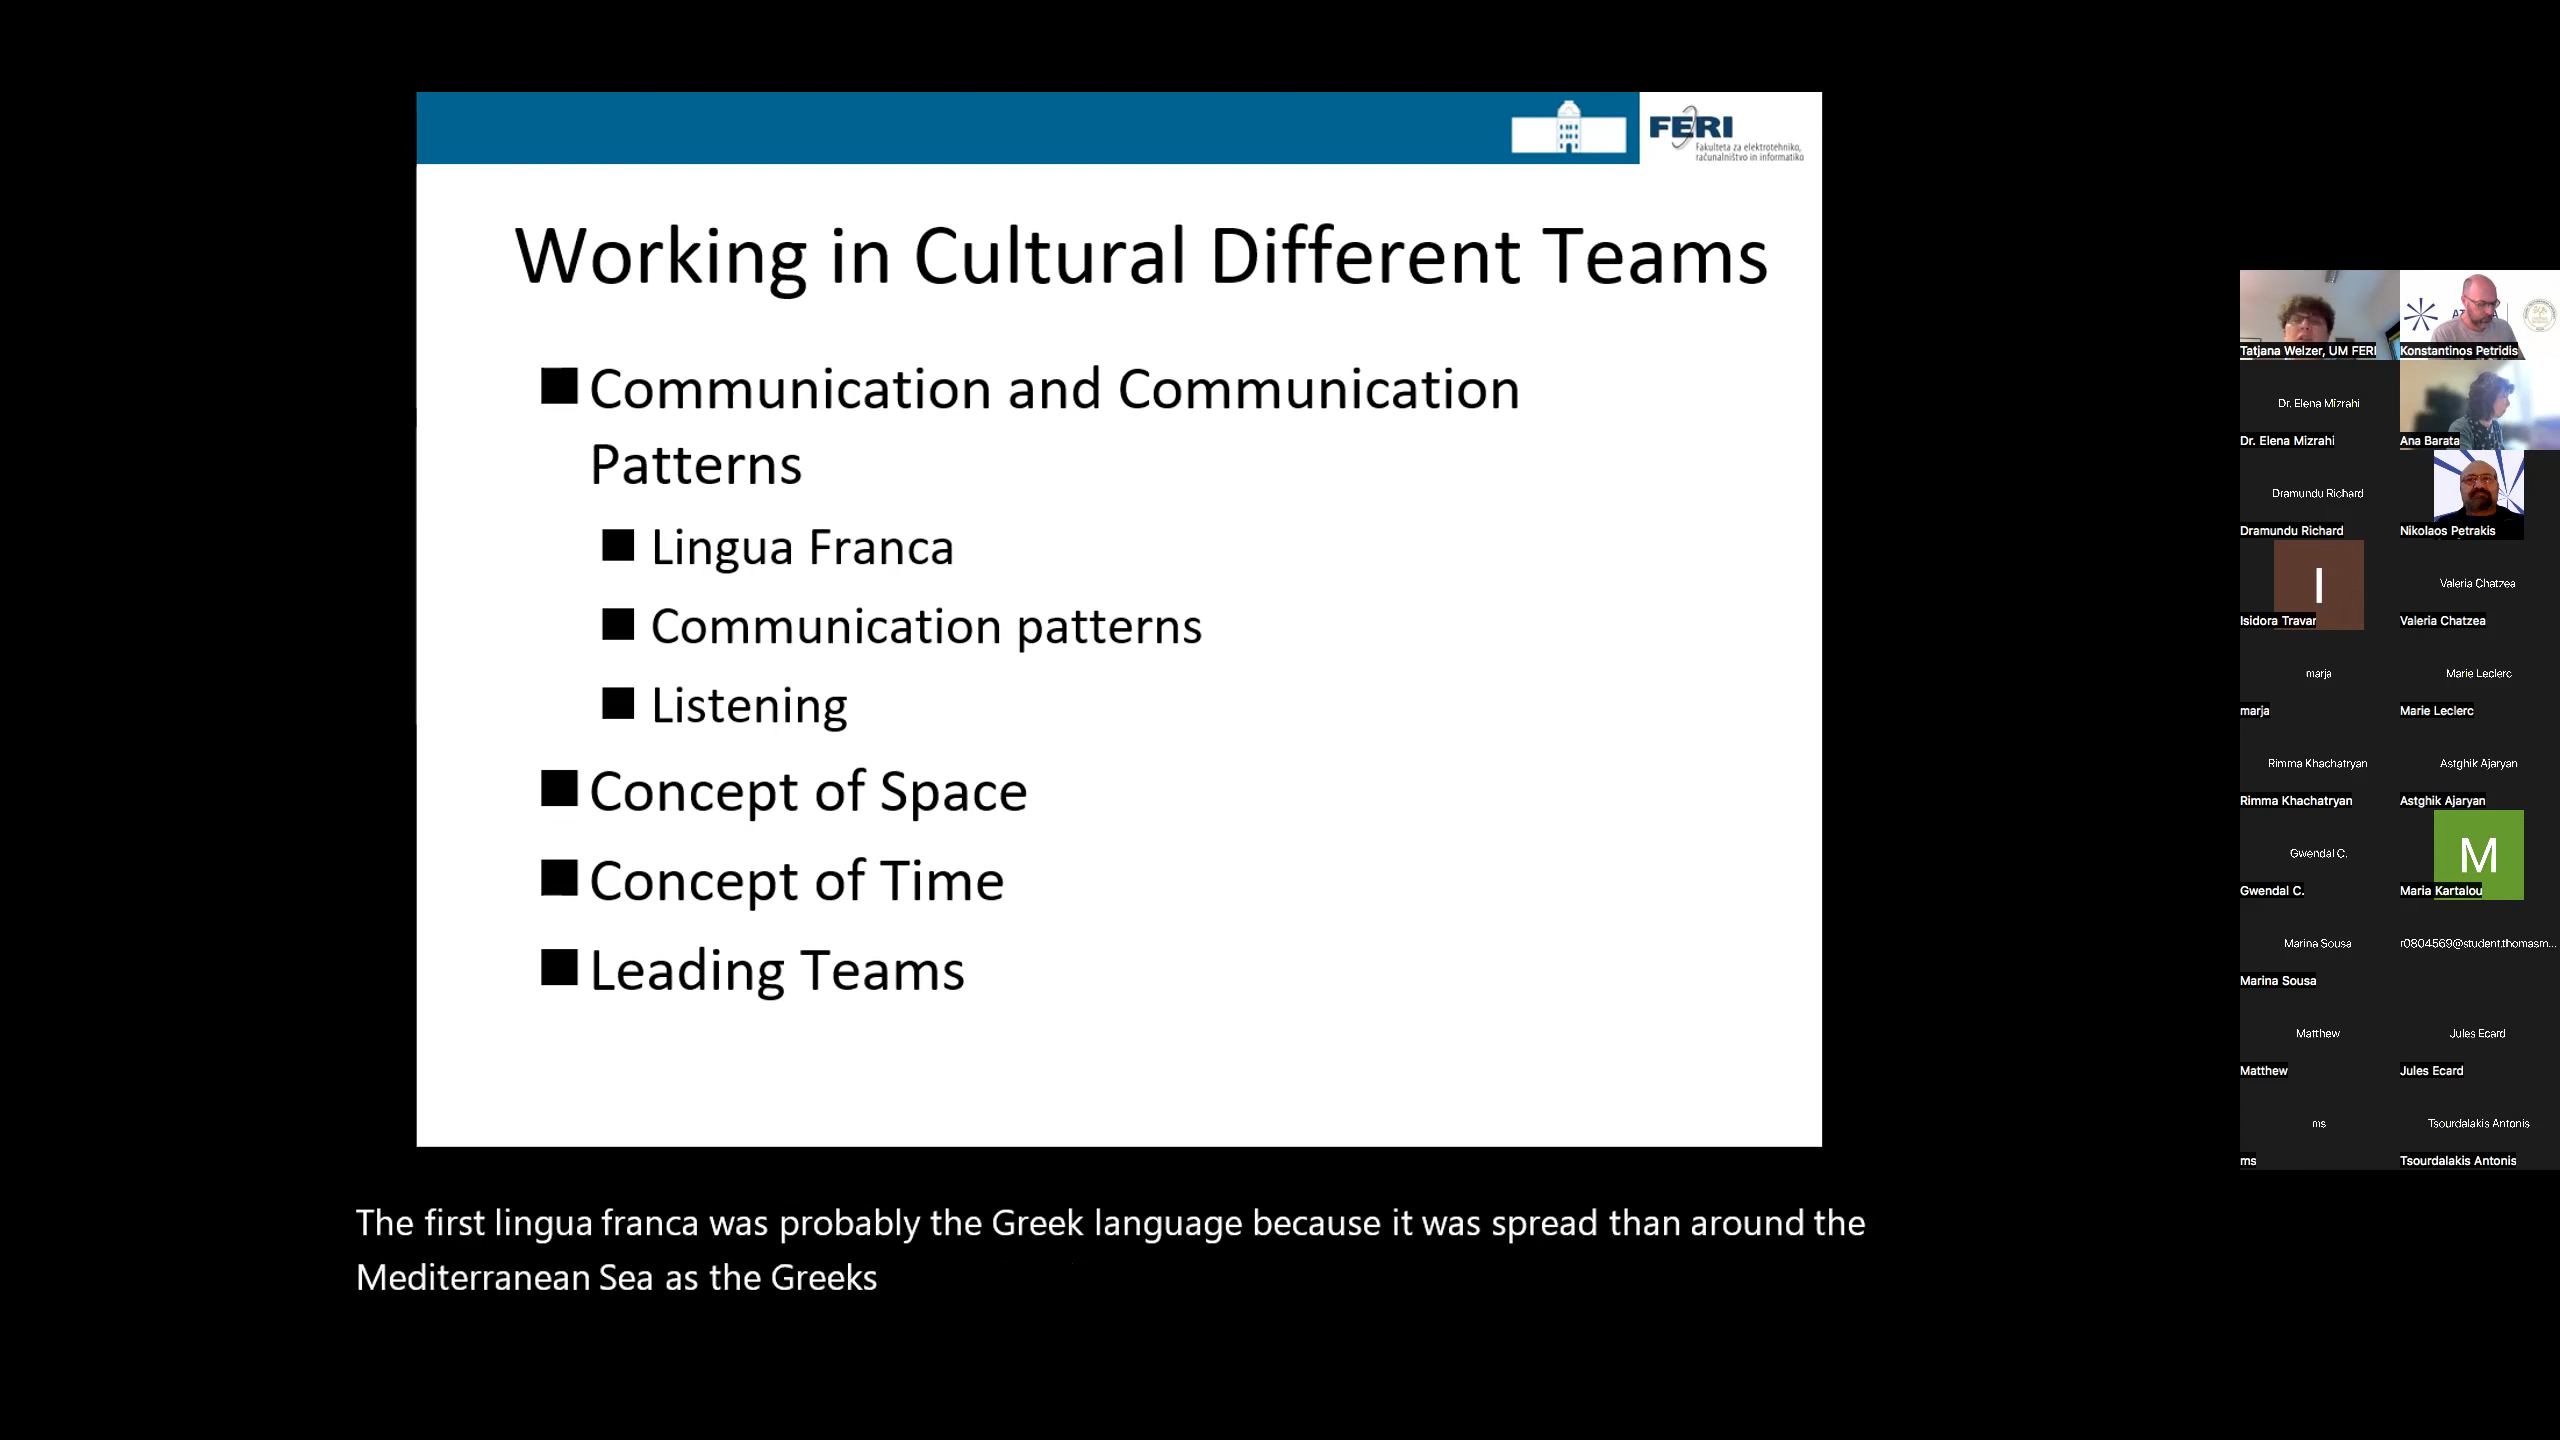 FERI
Fakulteta za elektrotehniko,
računalništvo in informatiko
Working in Cultural Different Teams
Communication and Communication
Patterns
Lingua Franca
Communication patterns
Listening
Concept of Space
Concept of Time
Leading Teams
The first lingua franca was probably the Greek language because it was spread than around the
Mediterranean Sea as the Greeks
Tatjana Welzer, UM FERI
Konstantinos Petridis
Dr. Elena Mizrahi
Dr. Elena Mizrahi
Ana Barata
Dramundu Richard
Dramundu Richard
Nikolaos Petrakis
I
Isidora Travar
Valeria Chatzea
Valeria Chatzea
marja
marja
Marie Leclerc
Marie Leclerc
Rimma Khachatryan
Rimma Khachatryan
Astghik Ajaryan
Astghik Ajaryan
Gwendal C.
Gwendal C.
M
Maria Kartalou
Marina Sousa
Marina Sousa
r0804569@student.thomasm...
Matthew
Matthew
Jules Ecard
Jules Ecard
ms
ms
Tsourdalakis Antonis
Tsourdalakis Antonis